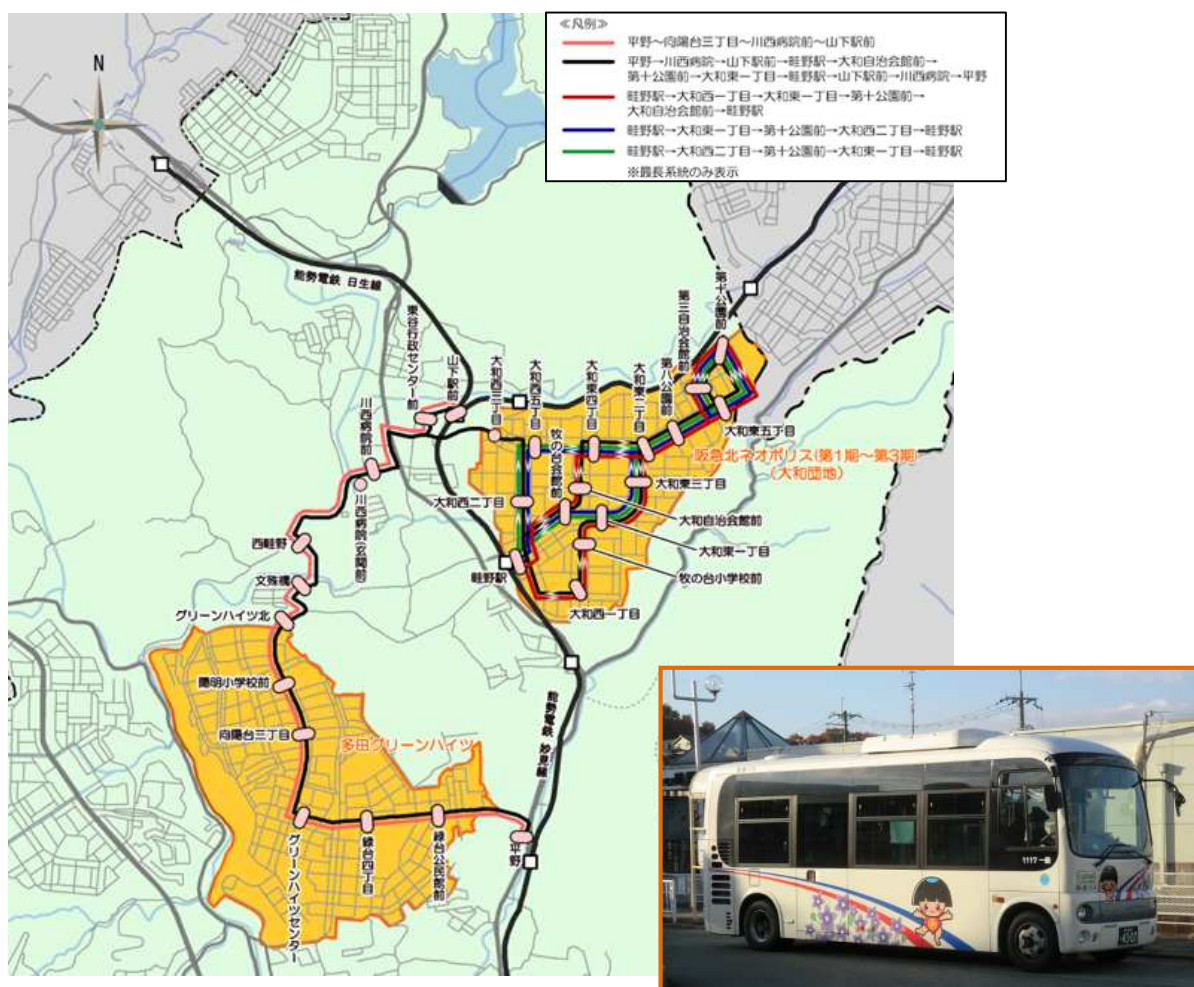 ≪凡例≫
平野～向陽台三丁目～川西病院前～山下駅前
平野→川西病院→山下駅前→畦野駅→大和自治会館前→
第十公園前→大和東一丁目→畦野駅→山下駅前→川西病院→平野
畦野駅→大和西一丁目→大和東一丁目→第十公園前→
大和自治会館前→畦野駅
畦野駅→大和東一丁目→第十公園前→大和西二丁目→畦野駅
畦野駅→大和西二丁目→第十公園前→大和東一丁目→畦野駅
※最長系統のみ表示
N
能勢電鉄 日生線
東谷行政センター前
山下駅前
大和西三丁目
大和西五丁目
大和東四丁目
大和東二丁目
第八公園前
第三自治会館前
第十公園前
大和東五丁目
阪急北ネオポリス(第1期～第3期)
(大和団地)
川西病院前
川西病院(玄関前)
牧の台会館前
大和東三丁目
大和西二丁目
大和自治会館前
大和東一丁目
牧の台小学校前
大和西一丁目
畦野駅
西畦野
文殊橋
グリーンハイツ北
陽明小学校前
向陽台三丁目
多田グリーンハイツ
能勢電鉄 妙見線
グリーンハイツセンター
緑台四丁目
緑台公民館前
平野
1117